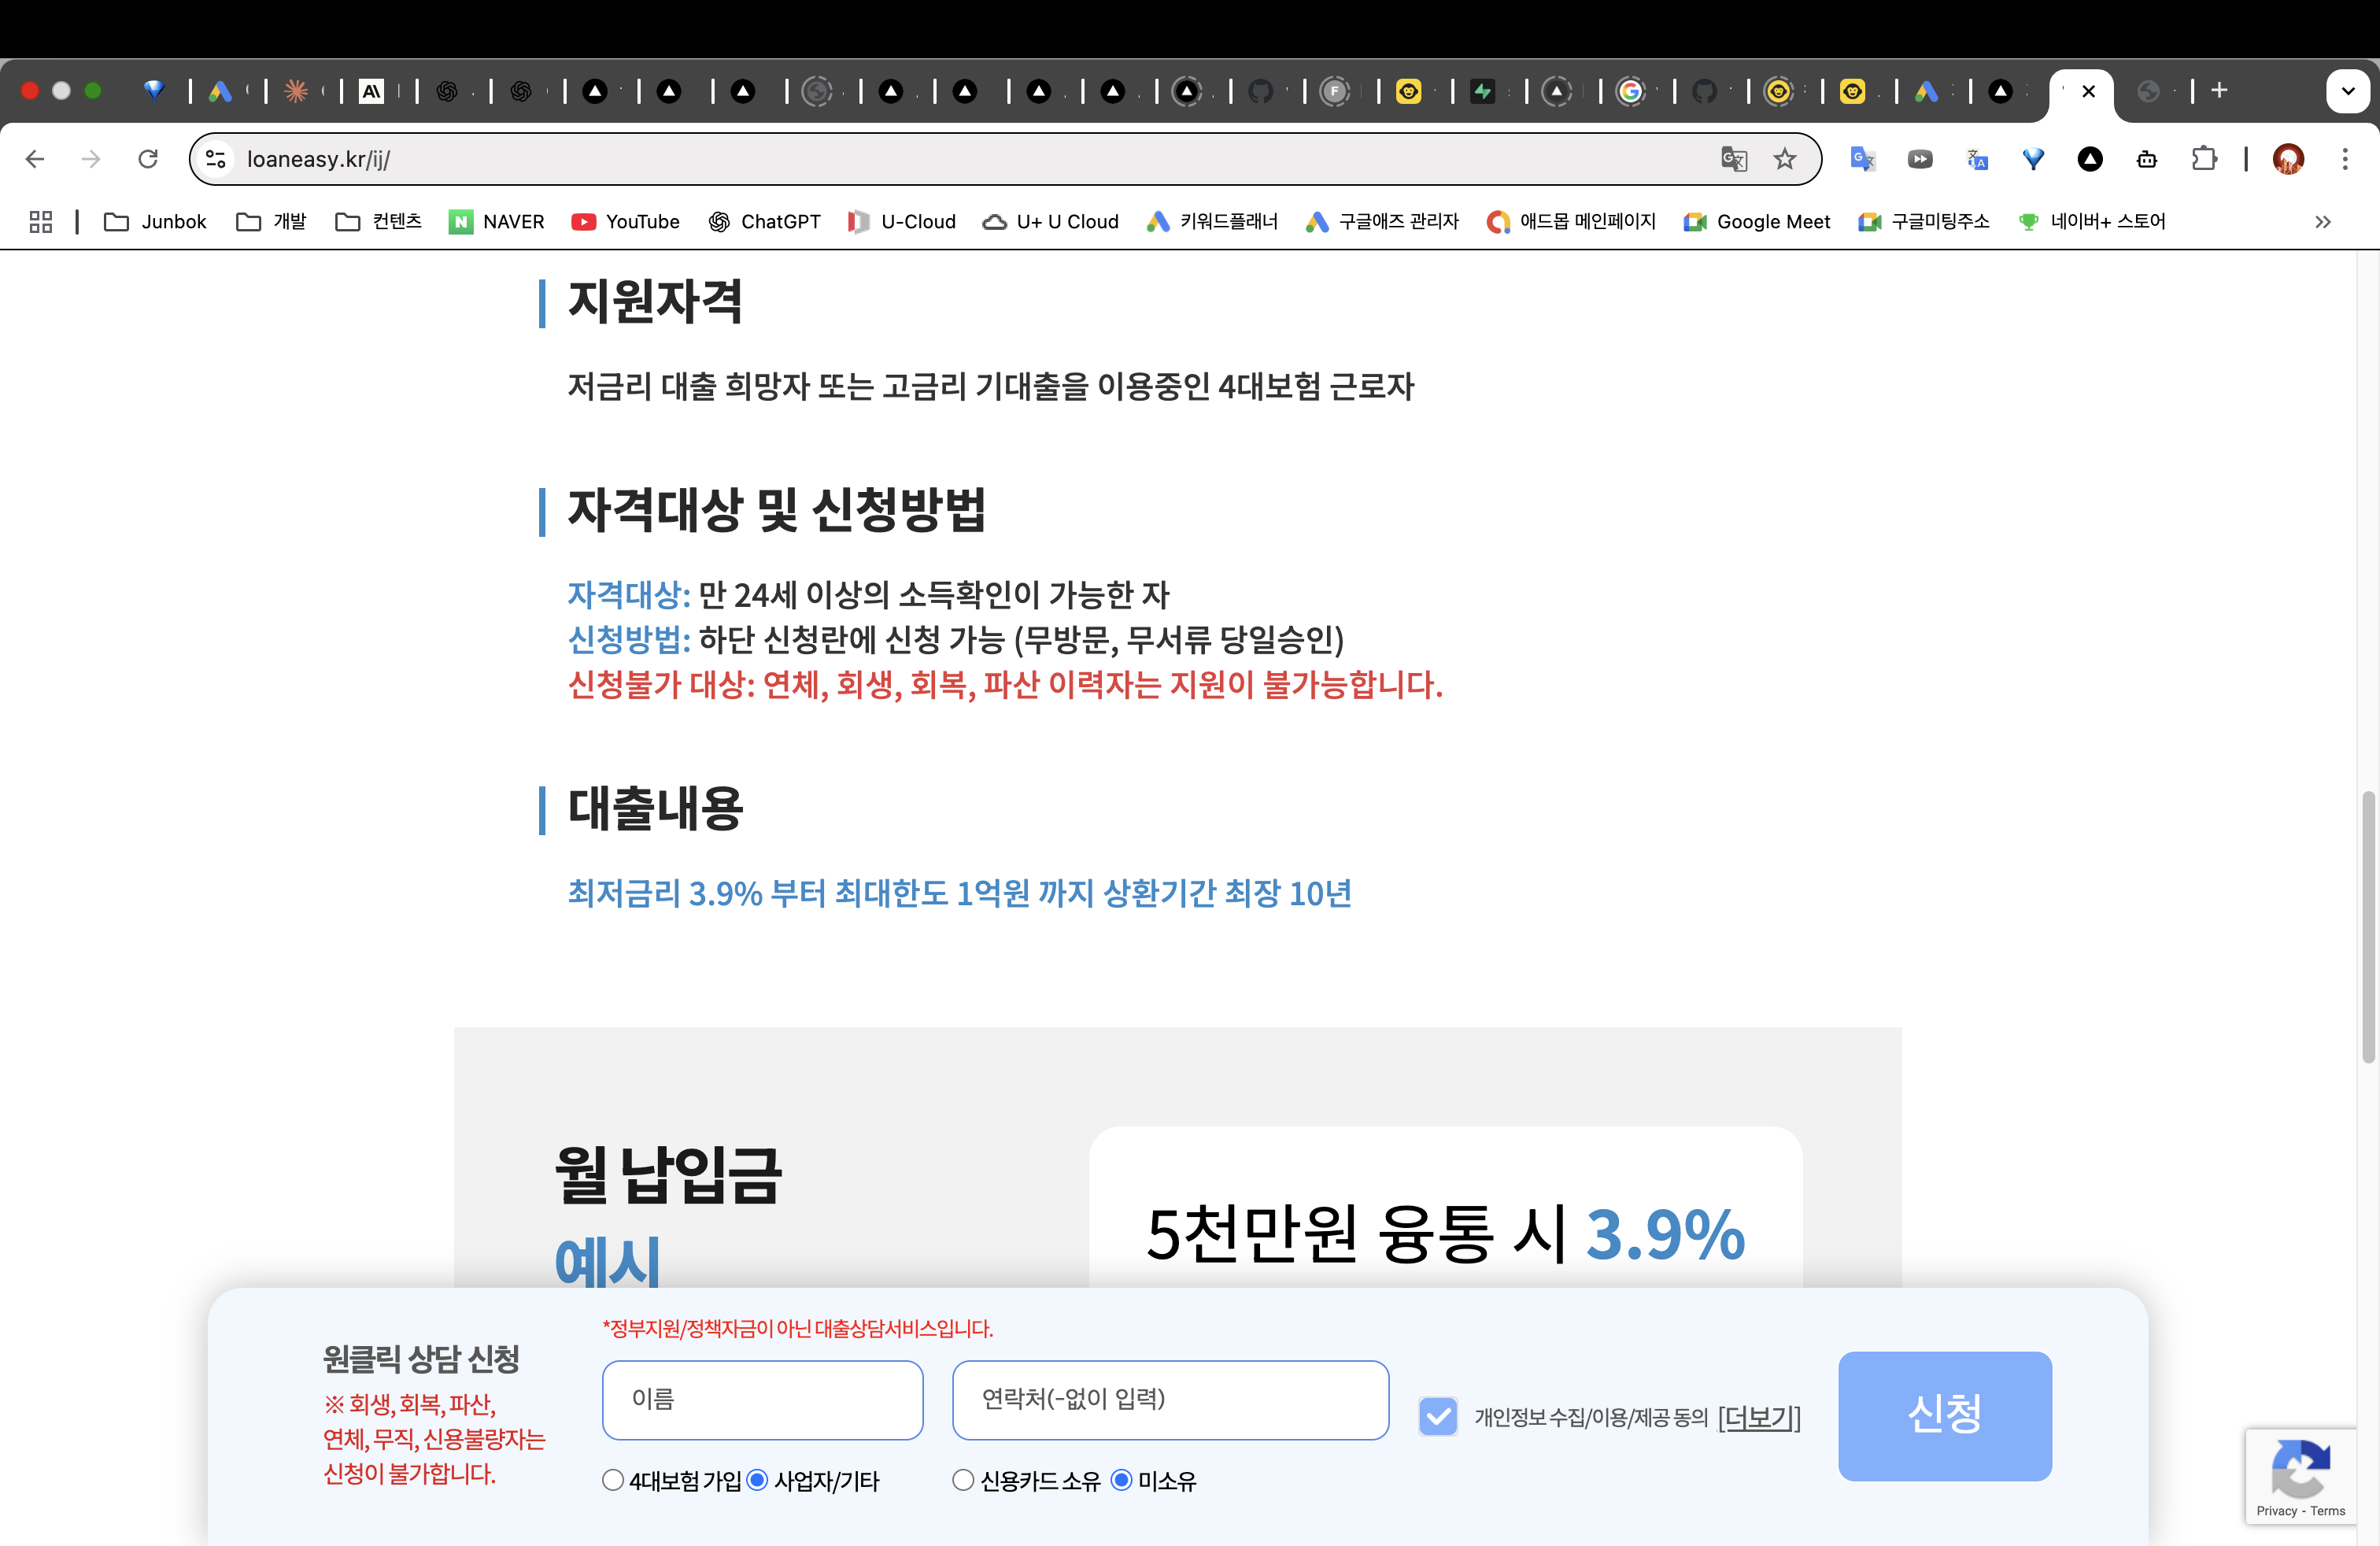 loaneasy.kr/ij/
Junbok 개발 컨텐츠 NAVER YouTube ChatGPT U-Cloud U+ U Cloud 키워드플래너 구글애즈 관리자 애드몹 메인페이지 Google Meet 구글미팅주소 네이버+ 스토어
지원자격
저금리 대출 희망자 또는 고금리 기대출을 이용중인 4대보험 근로자
자격대상 및 신청방법
자격대상: 만 24세 이상의 소득확인이 가능한 자
신청방법: 하단 신청란에 신청 가능 (무방문, 무서류 당일승인)
신청불가 대상: 연체, 회생, 회복, 파산 이력자는 지원이 불가능합니다.
대출내용
최저금리 3.9% 부터 최대한도 1억원 까지 상환기간 최장 10년
월 납입금
예시
5천만원 융통 시 3.9%
원클릭 상담 신청
※ 회생, 회복, 파산,
연체, 무직, 신용불량자는
신청이 불가합니다.
*정부지원/정책자금이 아닌 대출상담서비스입니다.
이름
연락처(-없이 입력)
4대보험 가입 사업자/기타
신용카드 소유 미소유
개인정보 수집/이용/제공 동의 [더보기]
신청
Privacy - Terms